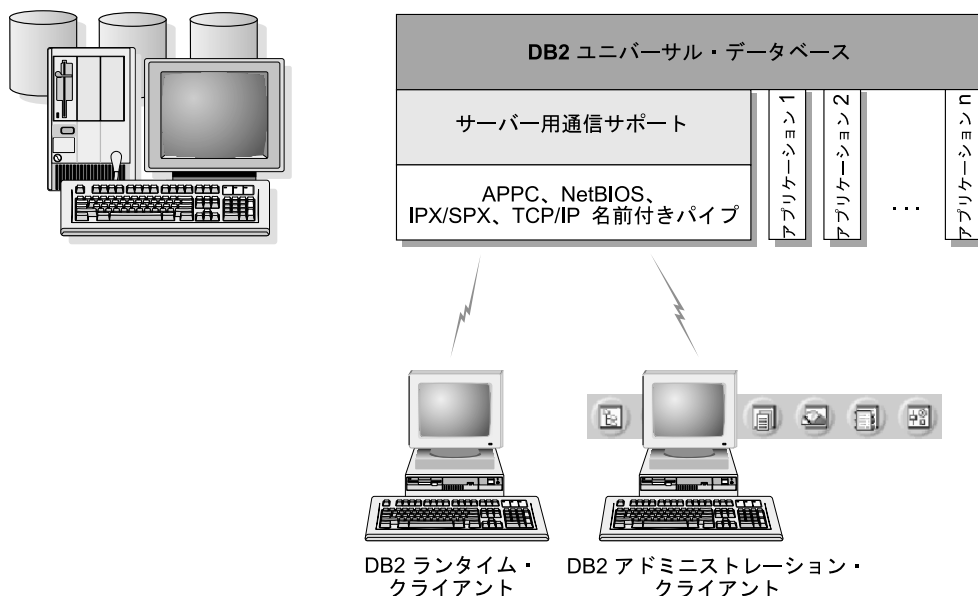 DB2 ユニバーサル・データベース
サーバー用通信サポート
APPC、NetBIOS、
IPX/SPX、TCP/IP 名前付きパイプ
アプリケーション 1
アプリケーション 2
...
アプリケーション n
DB2 ランタイム・
クライアント
DB2 アドミニストレーション・
クライアント